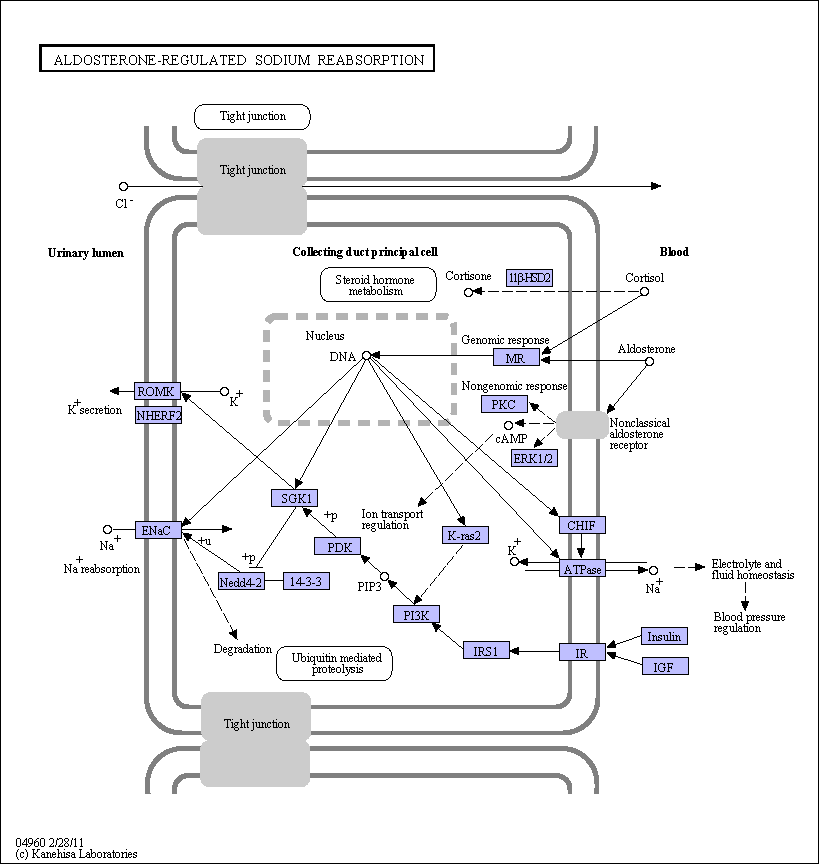 ALDOSTERONE-REGULATED SODIUM REABSORPTION
Tight junction
Tight junction
Cl -
Urinary lumen
Collecting duct principal cell
Blood
Steroid hormone
metabolism
Cortisone
11β-HSD2
Cortisol
Nucleus
DNA
Genomic response
MR
Aldosterone
Nongenomic response
PKC
cAMP
ERK1/2
Nonclassical
aldosterone
receptor
ROMK
NHERF2
K+
K+ secretion
SGK1
+p
Ion transport
regulation
K-ras2
CHIF
ENaC
Na+
+u
Na+ reabsorption
PDK
+p
Nedd4-2
14-3-3
PIP3
K+
ATPase
Na+
Electrolyte and
fluid homeostasis
Blood pressure
regulation
PI3K
Degradation
Ubiquitin mediated
proteolysis
IRS1
IR
Insulin
IGF
Tight junction
04960 2/28/11
(c) Kanehisa Laboratories